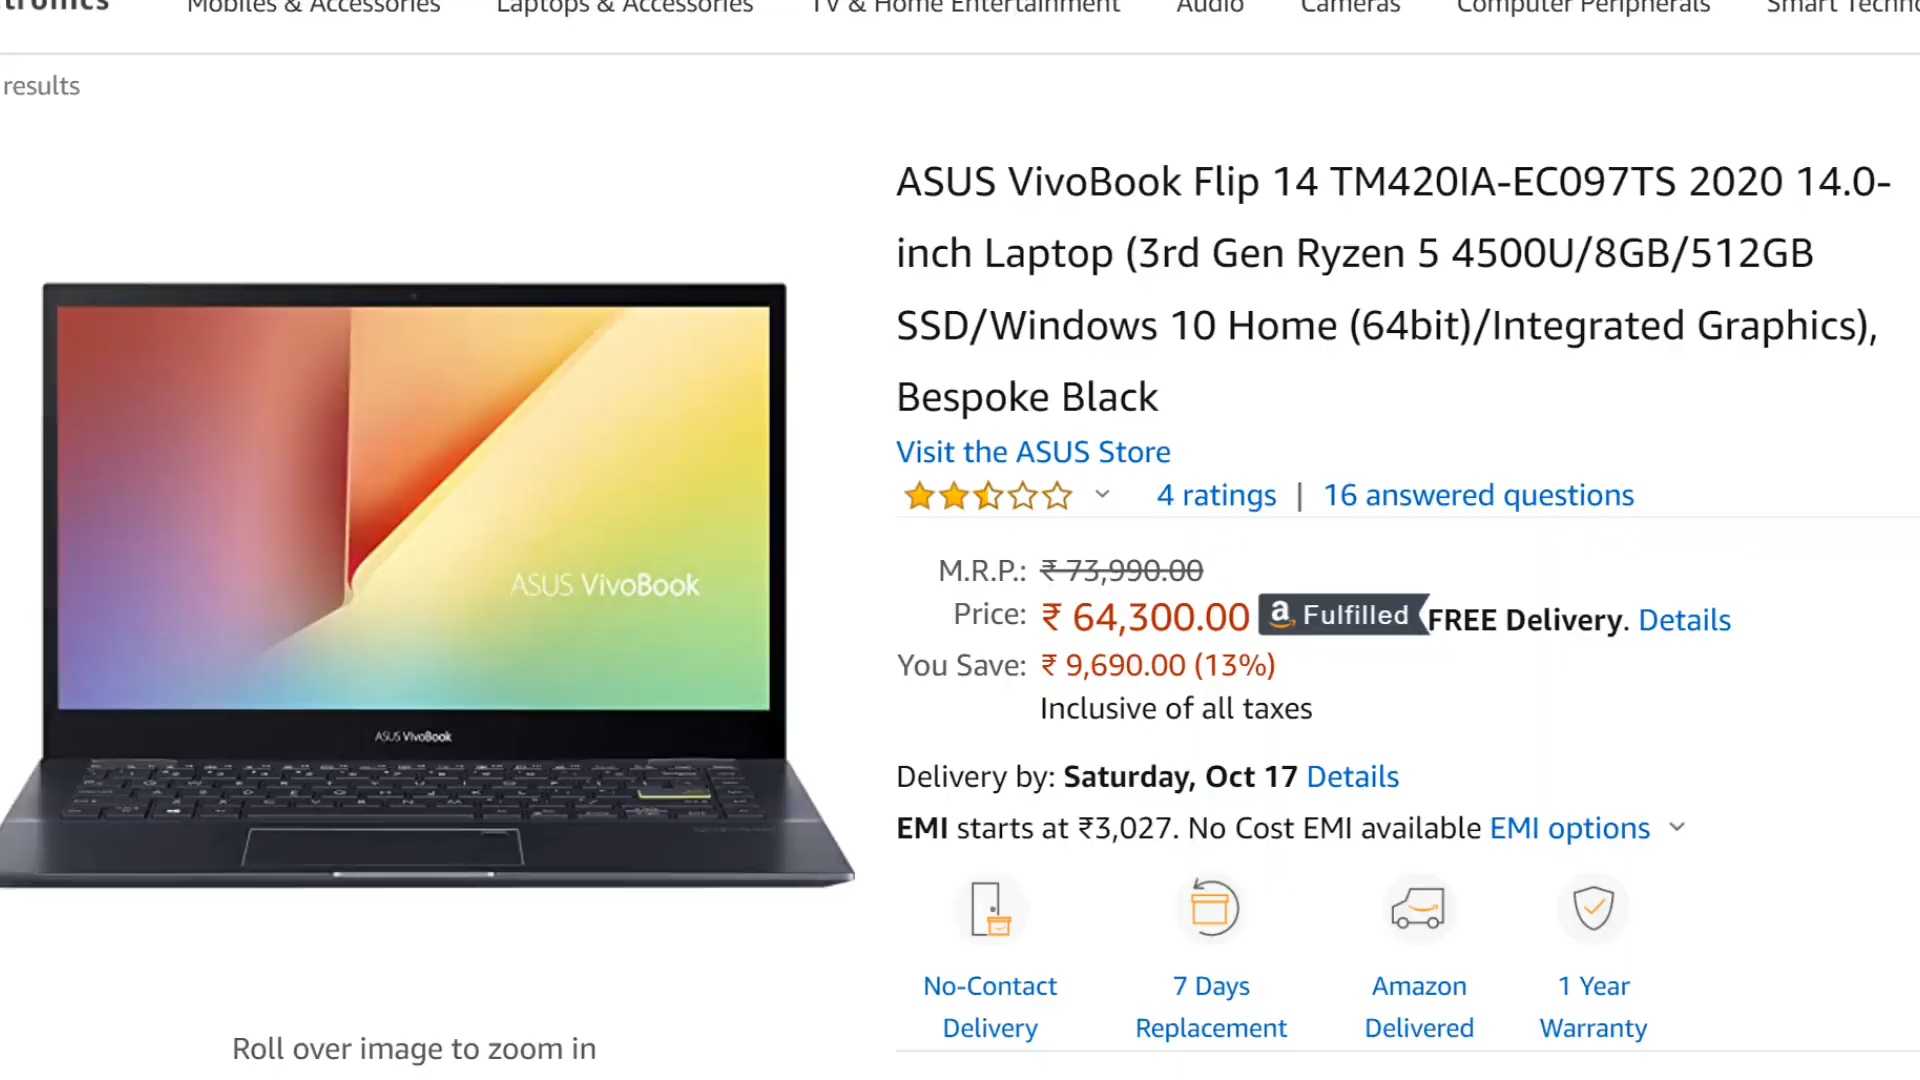 Mobiles & Accessories Laptops & Accessories TV & Home Entertainment Audio Cameras Computer Peripherals Smart
results
ASUS VivoBook Flip 14 TM420IA-EC097TS 2020 14.0-
inch Laptop (3rd Gen Ryzen 5 4500U/8GB/512GB
SSD/Windows 10 Home (64bit)/Integrated Graphics),
Bespoke Black
Visit the ASUS Store
4 ratings | 16 answered questions
M.R.P.: ₹ 73,990.00
Price: ₹ 64,300.00 a Fulfilled FREE Delivery. Details
You Save: ₹ 9,690.00 (13%)
Inclusive of all taxes
Delivery by: Saturday, Oct 17 Details
EMI starts at ₹3,027. No Cost EMI available EMI options
No-Contact
Delivery
7 Days
Replacement
Amazon
Delivered
1 Year
Warranty
ASUS VivoBook
ASUS VivoBook
Roll over image to zoom in